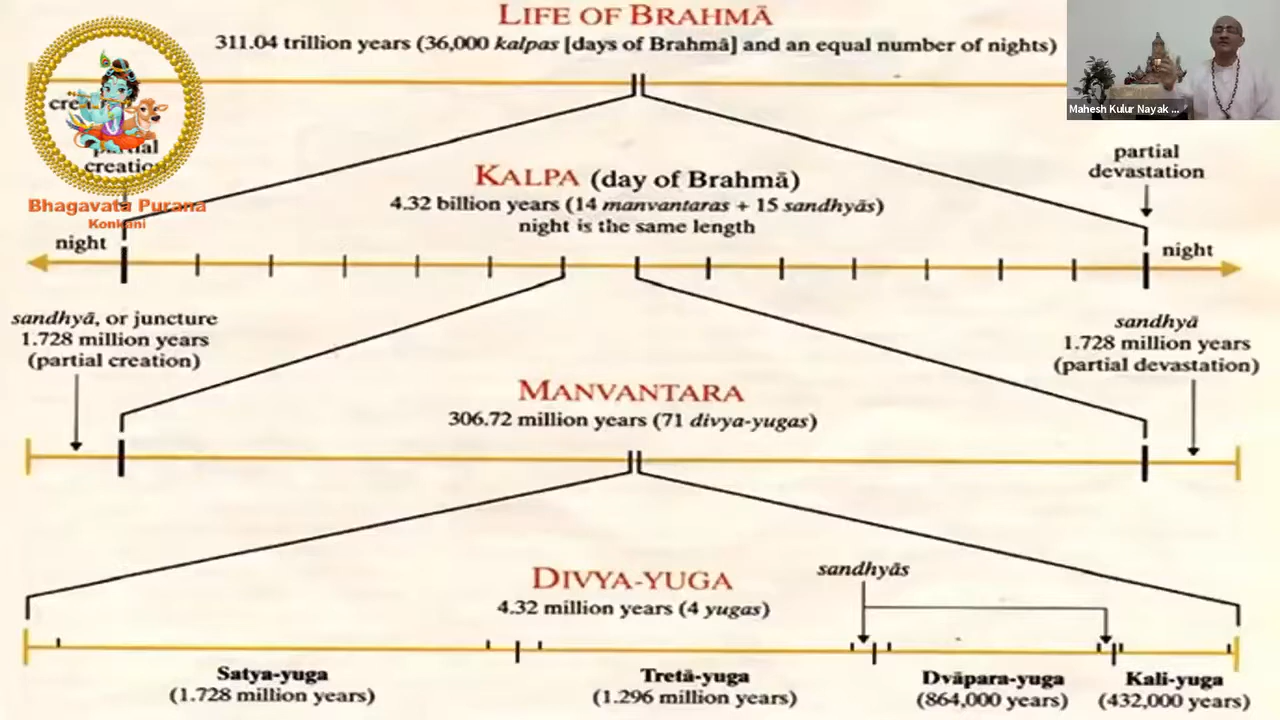 LIFE OF BRAHMĀ
311.04 trillion years (36,000 kalpas [days of Brahmā] and an equal number of nights)
Mahesh Kulur Nayak ...
creation
partial
devastation
Bhagavata Purana
Konkani
KALPA (day of Brahmā)
4.32 billion years (14 manvantaras + 15 sandhyās)
night is the same length
night
night
sandhyā, or juncture
1.728 million years
(partial creation)
sandhyā
1.728 million years
(partial devastation)
MANVANTARA
306.72 million years (71 divya-yugas)
DIVYA-YUGA
4.32 million years (4 yugas)
sandhyās
Satya-yuga
(1.728 million years)
Tretā-yuga
(1.296 million years)
Dvāpara-yuga
(864,000 years)
Kali-yuga
(432,000 years)